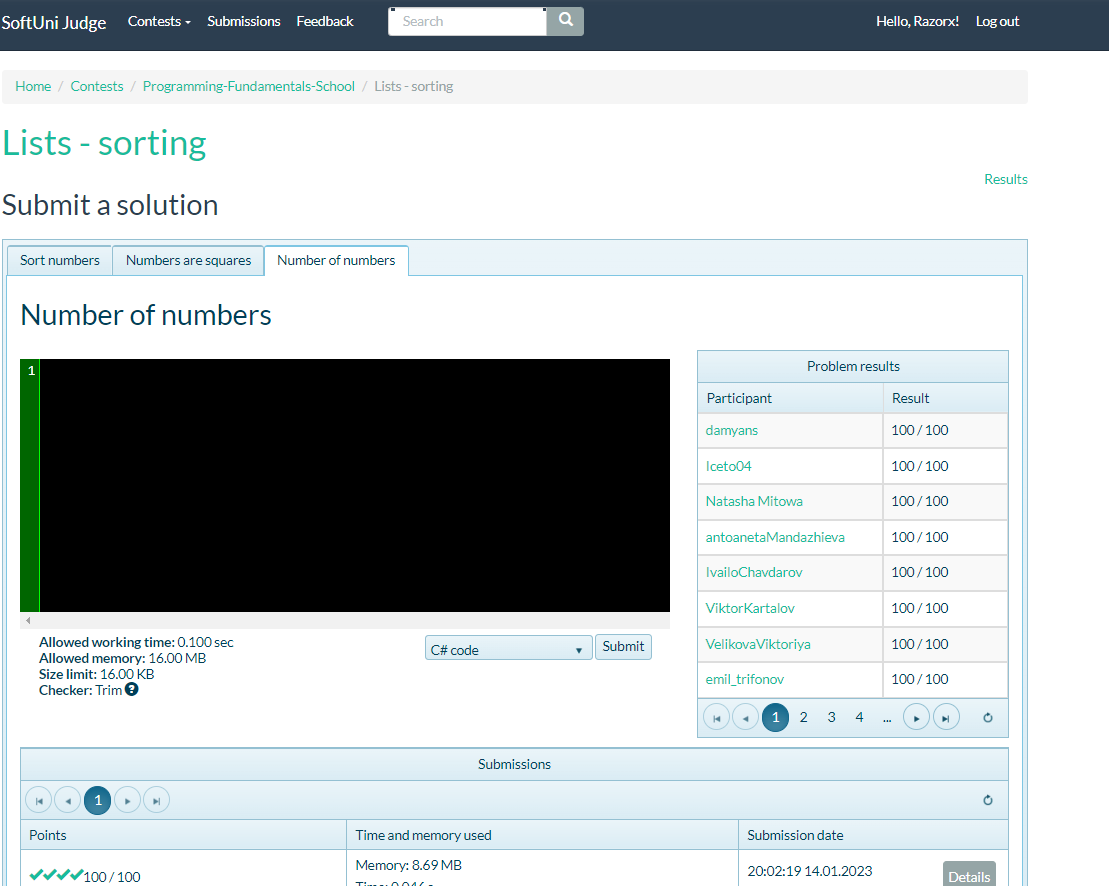 SoftUni Judge Contests Submissions Feedback Search Hello, Razorx! Log out
Home / Contests / Programming-Fundamentals-School / Lists - sorting
Lists - sorting
Results
Submit a solution
Sort numbers Numbers are squares Number of numbers
Number of numbers
1
Allowed working time: 0.100 sec
Allowed memory: 16.00 MB
Size limit: 16.00 KB
Checker: Trim ?
C# code Submit
Problem results
Participant Result
damyans 100 / 100
Iceto04 100 / 100
Natasha Mitowa 100 / 100
antoanetaMandazhieva 100 / 100
IvailoChavdarov 100 / 100
ViktorKartalov 100 / 100
VelikovaViktoriya 100 / 100
emil_trifonov 100 / 100
1 2 3 4 ...
Submissions
1
Points Time and memory used Submission date
100 / 100 Memory: 8.69 MB 20:02:19 14.01.2023 Details
Time: 0.046 s